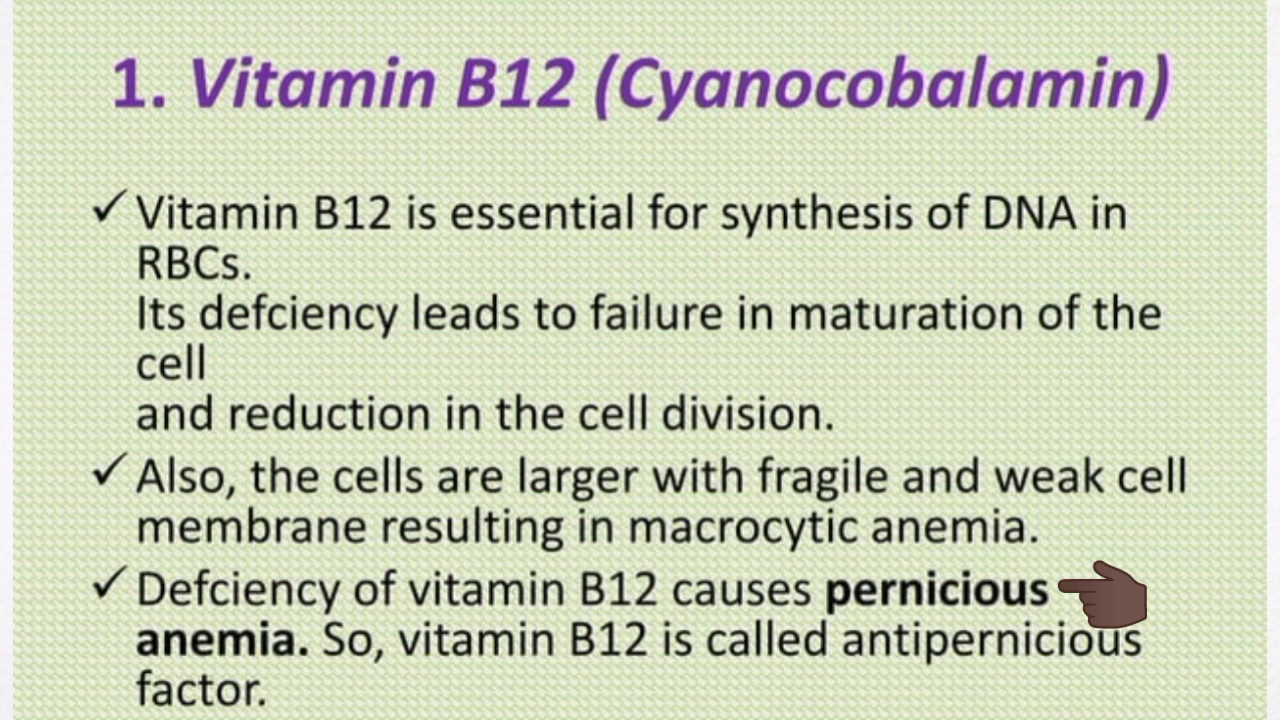 1. Vitamin B12 (Cyanocobalamin)
✓ Vitamin B12 is essential for synthesis of DNA in
RBCs.
Its defciency leads to failure in maturation of the
cell
and reduction in the cell division.
✓ Also, the cells are larger with fragile and weak cell
membrane resulting in macrocytic anemia.
✓ Defciency of vitamin B12 causes pernicious
anemia. So, vitamin B12 is called antipernicious
factor.